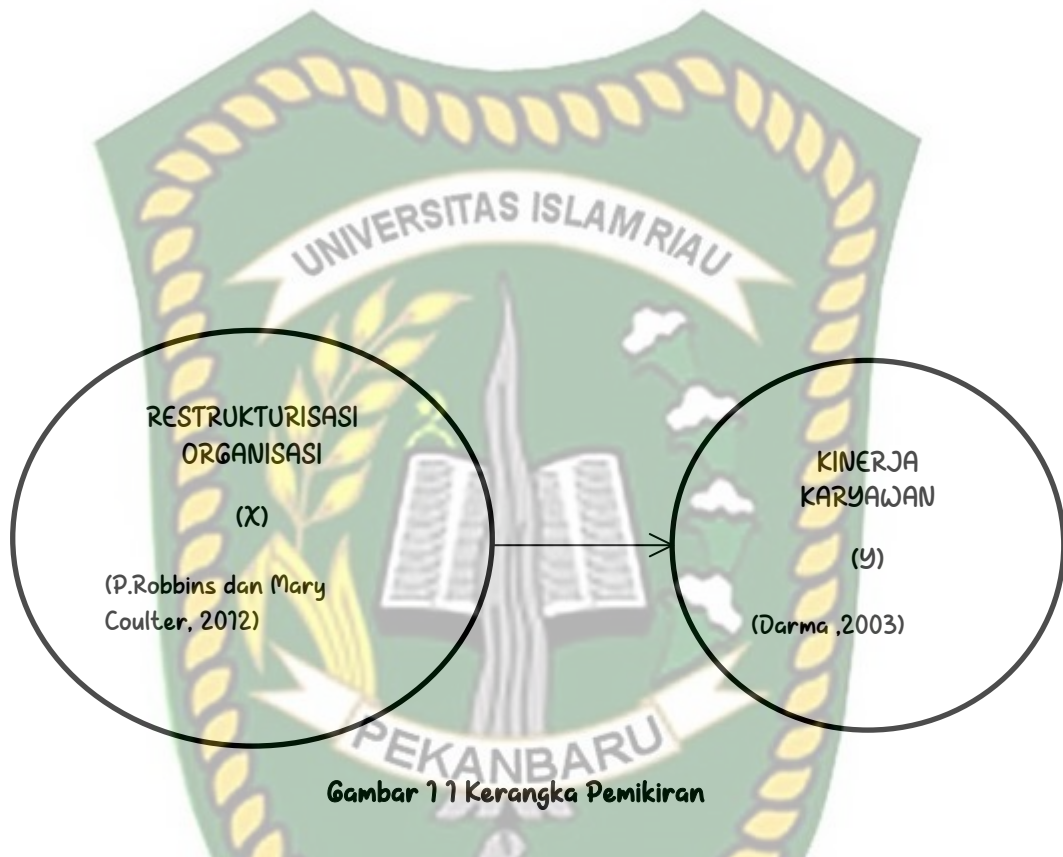 UNIVERSITAS ISLAM RIAU
RESTRUKTURISASI
ORGANISASI
(X)
(P.Robbins dan Mary
Coulter, 2012)
KINERJA
KARYAWAN
(Y)
(Darma ,2003)
PEKANBARU
Gambar 1 1 Kerangka Pemikiran